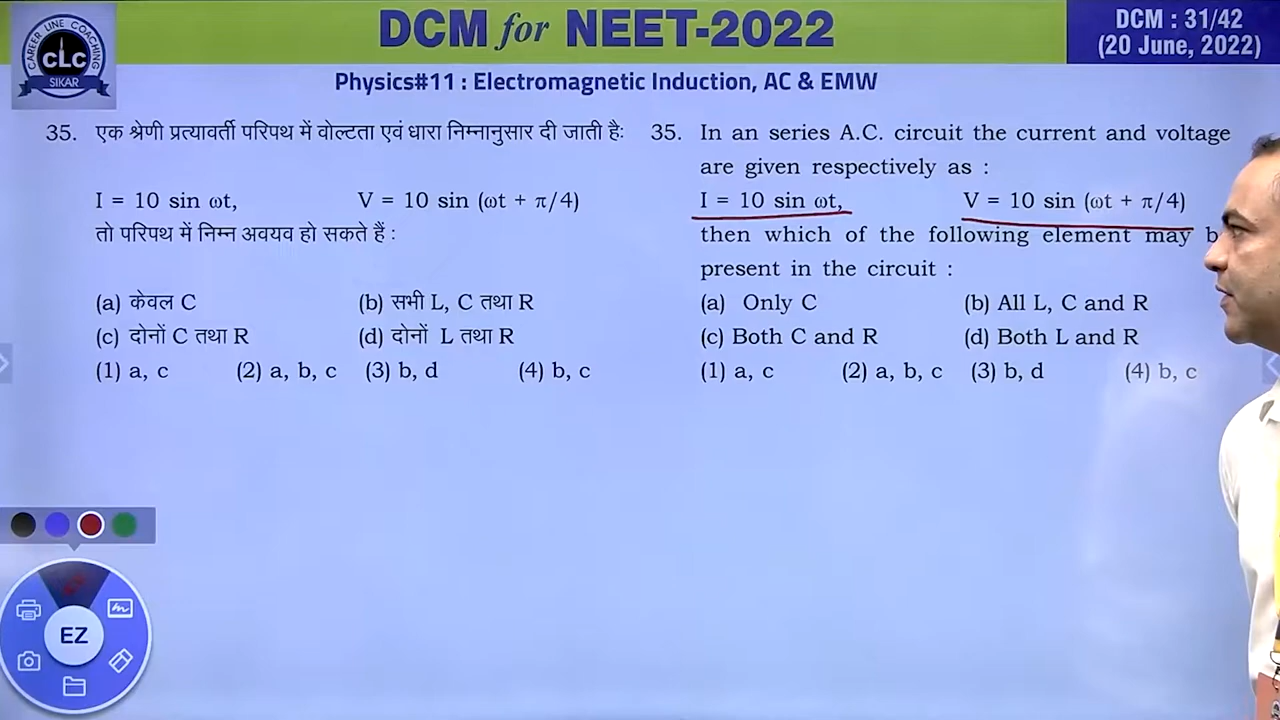 DCM for NEET-2022
DCM : 31/42
(20 June, 2022)
CAREER LINE COACHING
CLC
SIKAR
Physics#11 : Electromagnetic Induction, AC & EMW
35. एक श्रेणी प्रत्यावर्ती परिपथ में वोल्टता एवं धारा निम्नानुसार दी जाती है:
I = 10 sin ωt, V = 10 sin (ωt + π/4)
तो परिपथ में निम्न अवयव हो सकते हैं :
(a) केवल C (b) सभी L, C तथा R
(c) दोनों C तथा R (d) दोनों L तथा R
(1) a, c (2) a, b, c (3) b, d (4) b, c
35. In an series A.C. circuit the current and voltage
are given respectively as :
I = 10 sin ωt, V = 10 sin (ωt + π/4)
then which of the following element may b
present in the circuit :
(a) Only C (b) All L, C and R
(c) Both C and R (d) Both L and R
(1) a, c (2) a, b, c (3) b, d (4) b, c
EZ